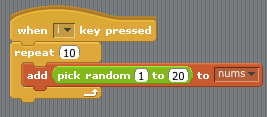 when i key pressed
repeat 10
add pick random 1 to 20 to nums